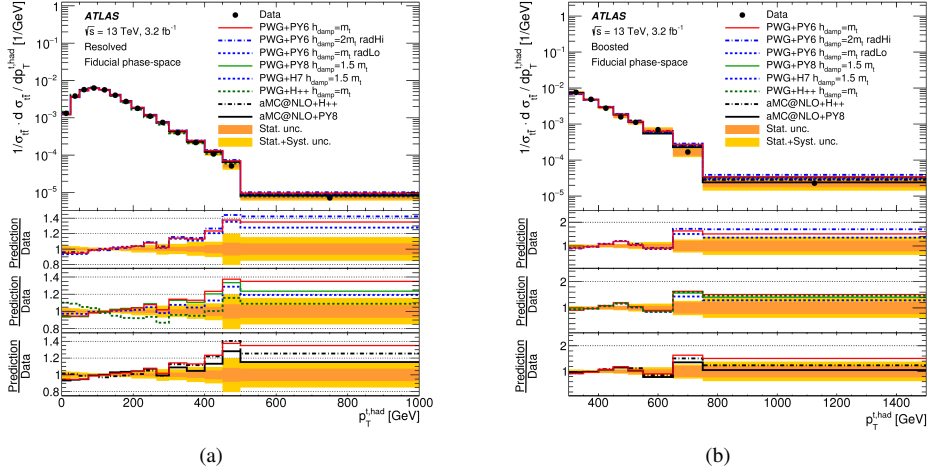 ATLAS
√s = 13 TeV, 3.2 fb⁻¹
Resolved
Fiducial phase-space
Data
PWG+PY6 h_damp=m_t
PWG+PY6 h_damp=2m_t radHi
PWG+PY6 h_damp=m_t radLo
PWG+PY8 h_damp=1.5 m_t
PWG+H7 h_damp=1.5 m_t
PWG+H++ h_damp=m_t
aMC@NLO+H++
aMC@NLO+PY8
Stat. unc.
Stat.+Syst. unc.
1/σ_tt̄ · d σ_tt̄ / dp_T^t,had [1/GeV]
1
10⁻¹
10⁻²
10⁻³
10⁻⁴
10⁻⁵
Prediction
Data
1.4
1.2
1
0.8
Prediction
Data
1.4
1.2
1
0.8
Prediction
Data
1.4
1.2
1
0.8
0 200 400 600 800 1000
p_T^t,had [GeV]
(a)
ATLAS
√s = 13 TeV, 3.2 fb⁻¹
Boosted
Fiducial phase-space
Data
PWG+PY6 h_damp=m_t
PWG+PY6 h_damp=2m_t radHi
PWG+PY6 h_damp=m_t radLo
PWG+PY8 h_damp=1.5 m_t
PWG+H7 h_damp=1.5 m_t
PWG+H++ h_damp=m_t
aMC@NLO+H++
aMC@NLO+PY8
Stat. unc.
Stat.+Syst. unc.
1/σ_tt̄ · d σ_tt̄ / dp_T^t,had [1/GeV]
1
10⁻¹
10⁻²
10⁻³
10⁻⁴
10⁻⁵
Prediction
Data
2
1
Prediction
Data
2
1
Prediction
Data
2
1
400 600 800 1000 1200 1400
p_T^t,had [GeV]
(b)